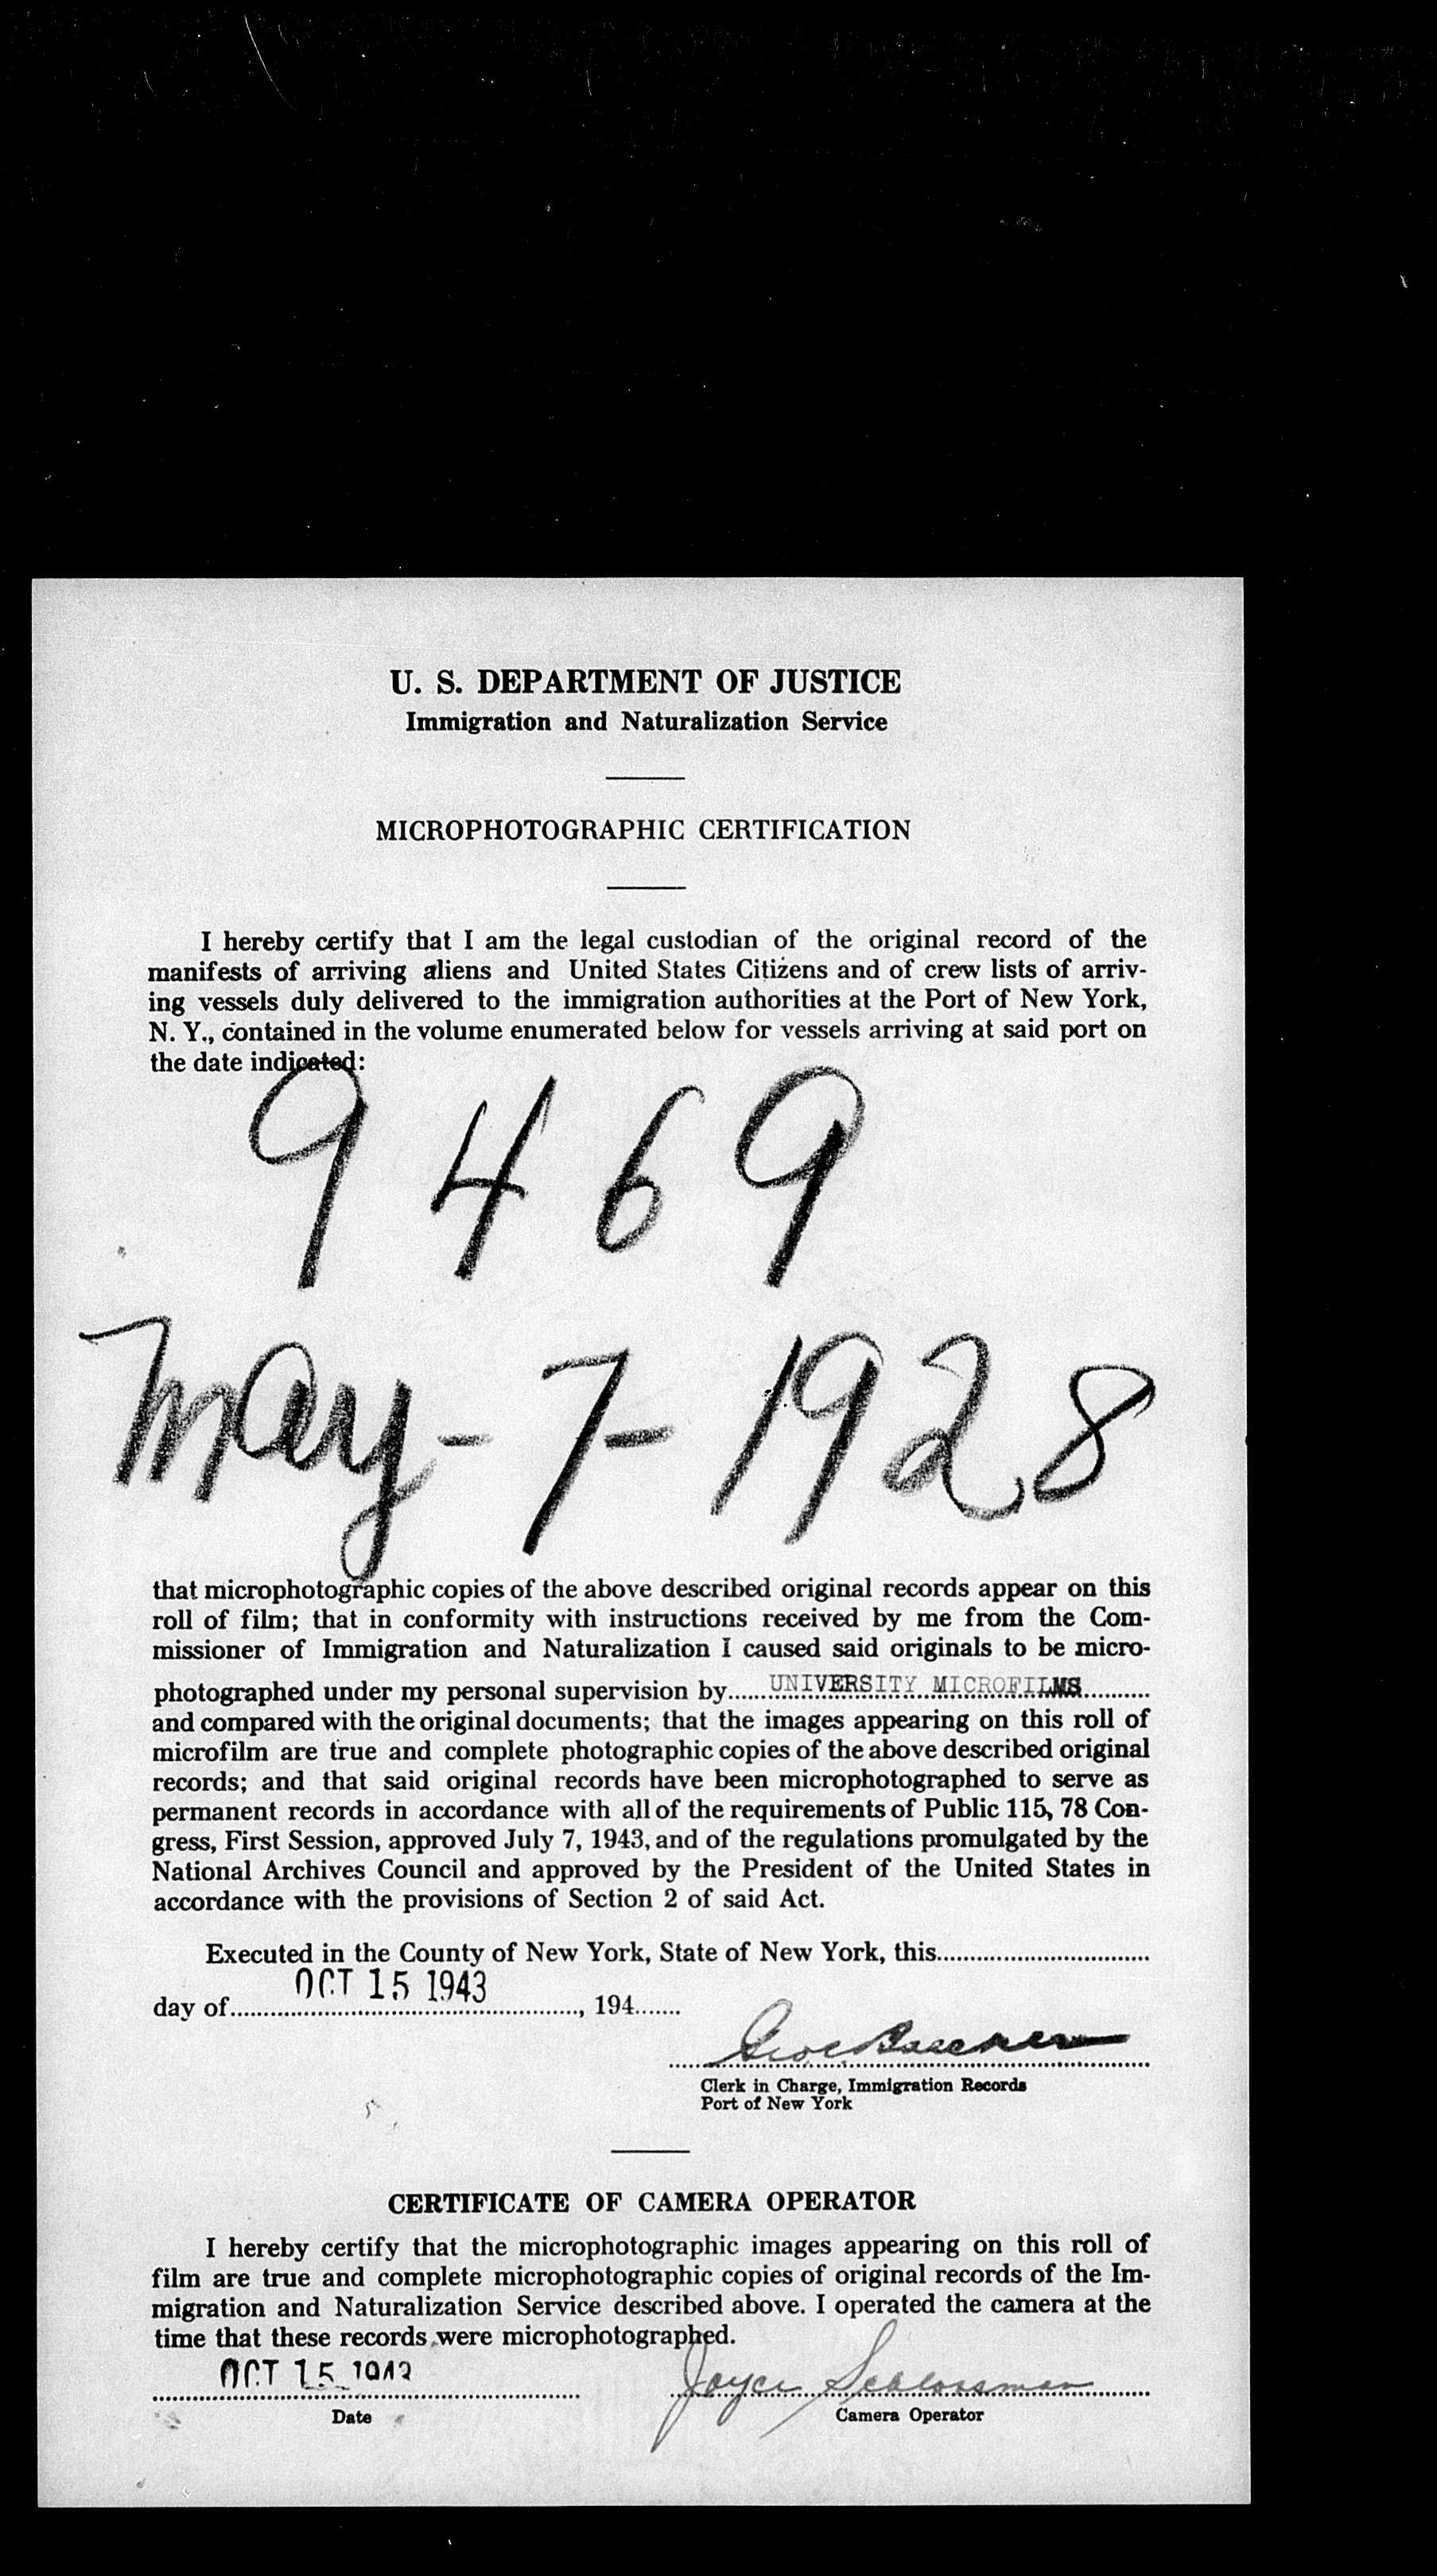 U. S. DEPARTMENT OF JUSTICE
Immigration and Naturalization Service
MICROPHOTOGRAPHIC CERTIFICATION
I hereby certify that I am the legal custodian of the original record of the
manifests of arriving aliens and United States Citizens and of crew lists of arriv-
ing vessels duly delivered to the immigration authorities at the Port of New York,
N. Y., contained in the volume enumerated below for vessels arriving at said port on
the date indicated:
9469
May-7-1928
that microphotographic copies of the above described original records appear on this
roll of film; that in conformity with instructions received by me from the Com-
missioner of Immigration and Naturalization I caused said originals to be micro-
photographed under my personal supervision by......UNIVERSITY MICROFILMS..........
and compared with the original documents; that the images appearing on this roll of
microfilm are true and complete photographic copies of the above described original
records; and that said original records have been microphotographed to serve as
permanent records in accordance with all of the requirements of Public 115, 78 Con-
gress, First Session, approved July 7, 1943, and of the regulations promulgated by the
National Archives Council and approved by the President of the United States in
accordance with the provisions of Section 2 of said Act.
Executed in the County of New York, State of New York, this................................
day of OCT 15 1943, 194.......
Clerk in Charge, Immigration Records
Port of New York
CERTIFICATE OF CAMERA OPERATOR
I hereby certify that the microphotographic images appearing on this roll of
film are true and complete microphotographic copies of original records of the Im-
migration and Naturalization Service described above. I operated the camera at the
time that these records were microphotographed.
OCT 15 1943 Joyce Schlossman
Date Camera Operator